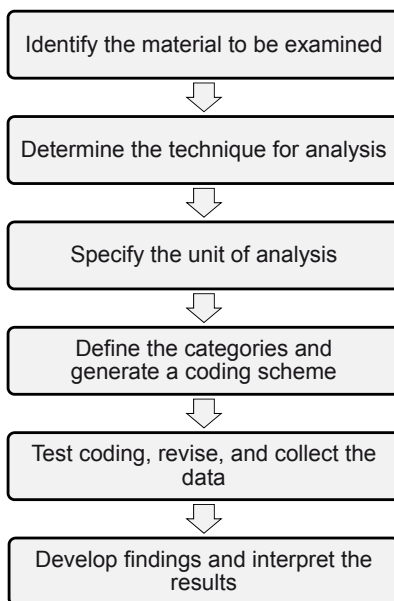 Identify the material to be examined
Determine the technique for analysis
Specify the unit of analysis
Define the categories and
generate a coding scheme
Test coding, revise, and collect the
data
Develop findings and interpret the
results